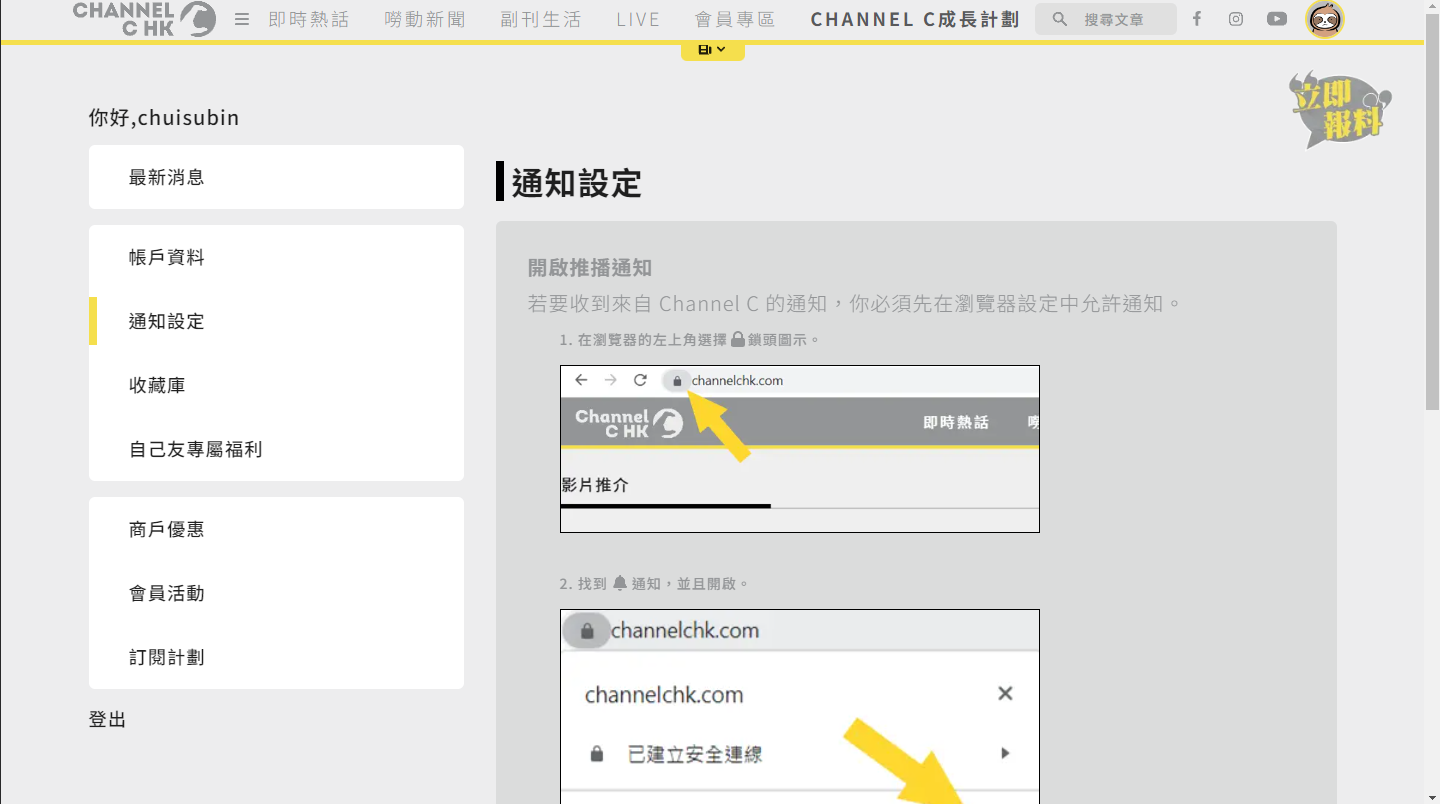 CHANNEL
C HK
即時熱話
嘮動新聞
副刊生活
LIVE
會員專區
CHANNEL C成長計劃
搜尋文章
立即
報料
你好,chuisubin
最新消息
帳戶資料
通知設定
收藏庫
自己友專屬福利
商戶優惠
會員活動
訂閱計劃
登出
通知設定
開啟推播通知
若要收到來自 Channel C 的通知，你必須先在瀏覽器設定中允許通知。
1. 在瀏覽器的左上角選擇 鎖頭圖示。
channelchk.com
Channel
C HK
即時熱話
影片推介
2. 找到 通知，並且開啟。
channelchk.com
channelchk.com
已建立安全連線